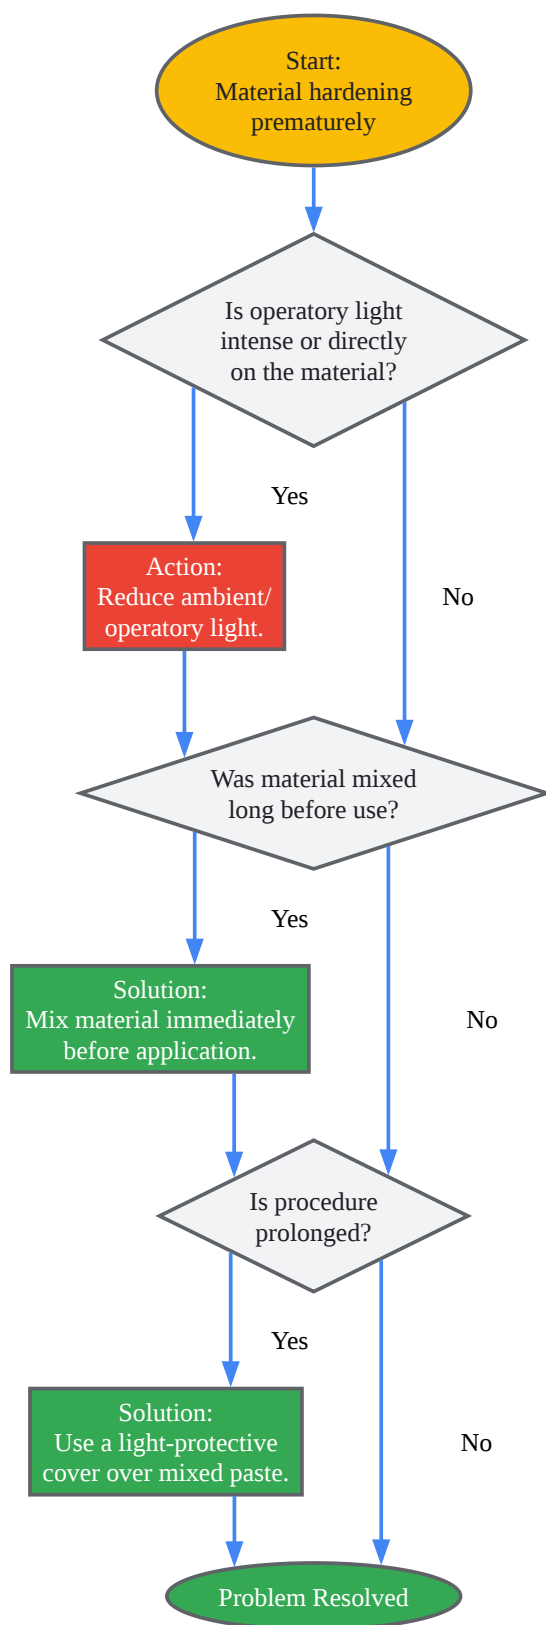 Start:
Material hardening
prematurely
Is operatory light
intense or directly
on the material?
Yes
Action:
Reduce ambient/
operatory light.
No
Was material mixed
long before use?
Yes
Solution:
Mix material immediately
before application.
No
Is procedure
prolonged?
Yes
Solution:
Use a light-protective
cover over mixed paste.
No
Problem Resolved